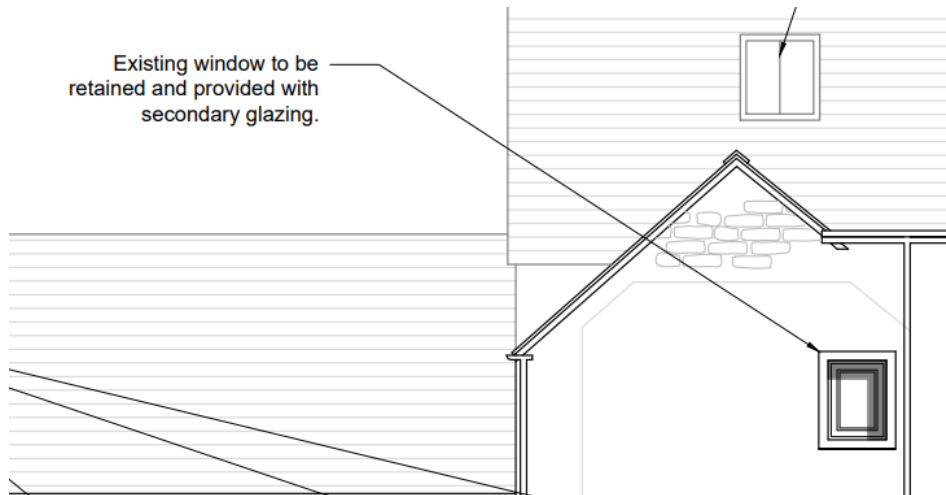 Existing window to be
retained and provided with
secondary glazing.